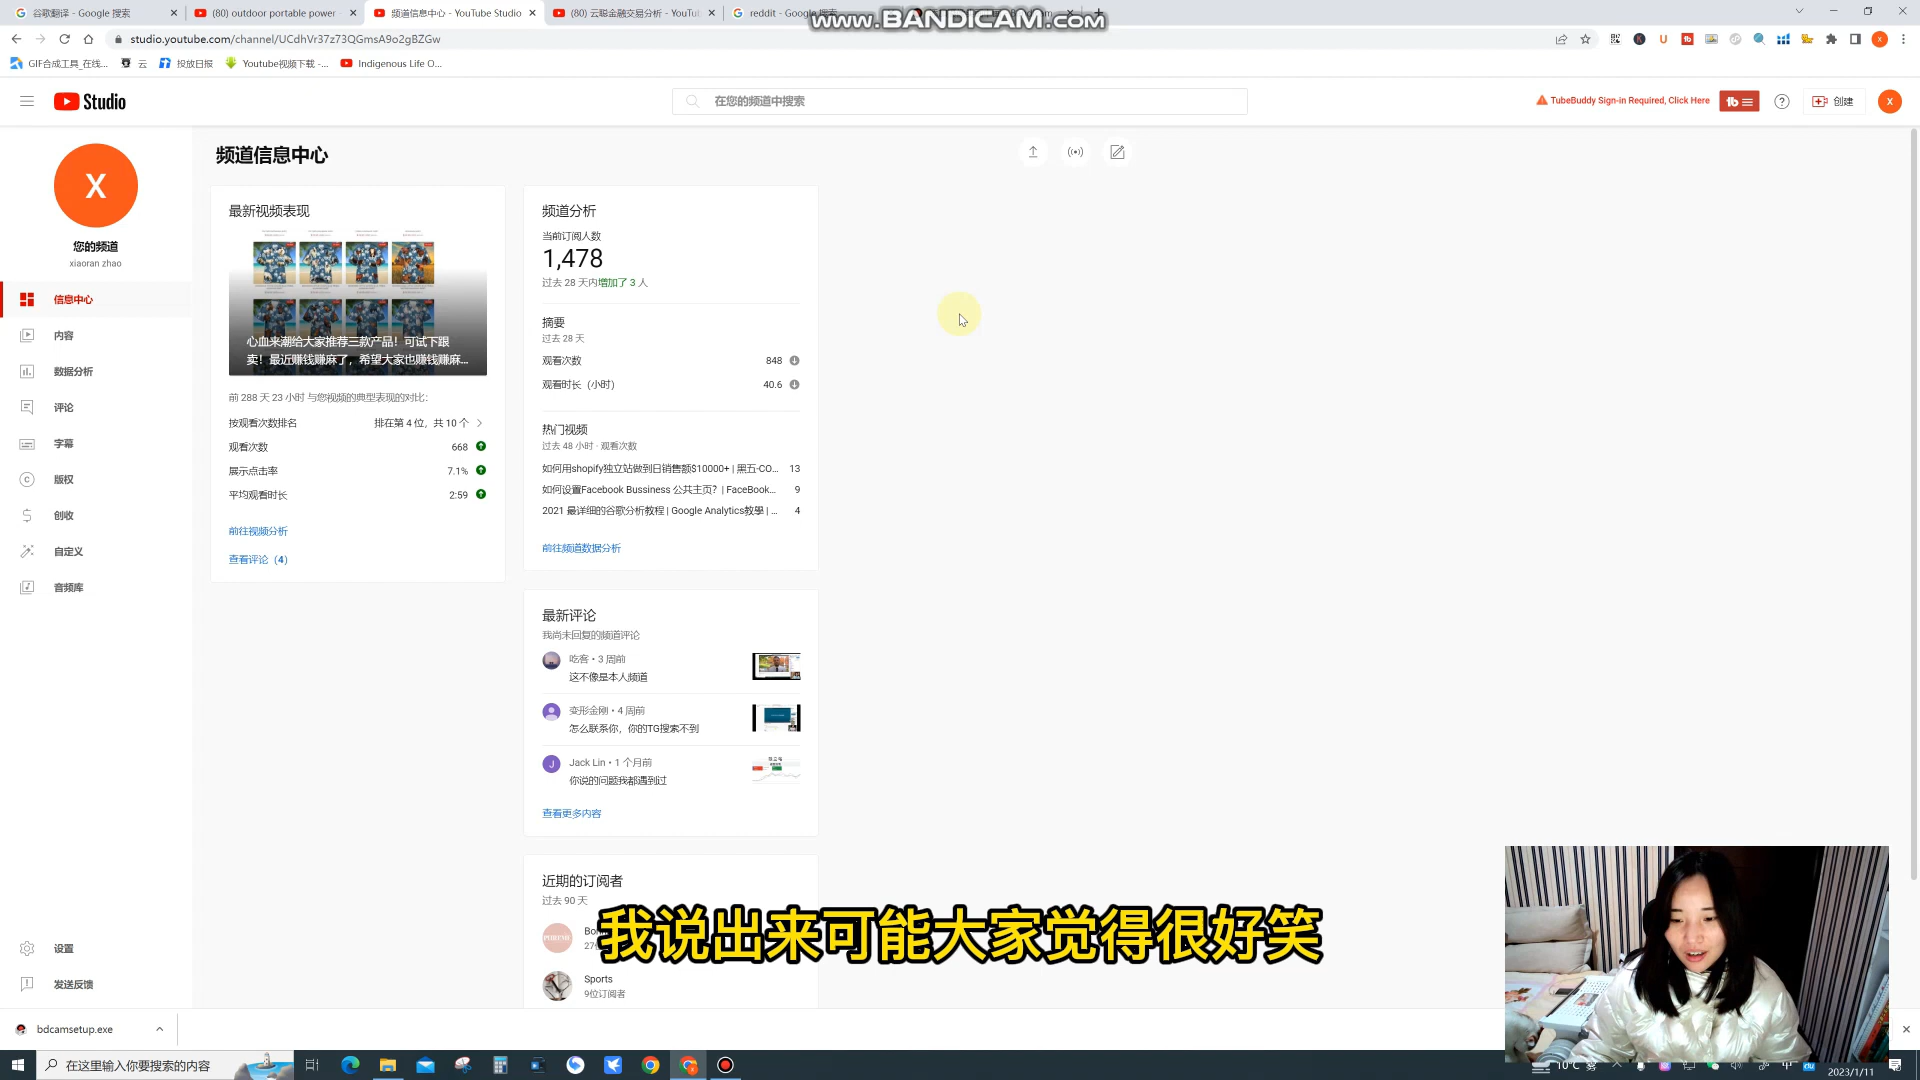 谷歌翻译 - Google 搜索
(80) outdoor portable power
频道信息中心 - YouTube Studio
(80) 云聪金融交易分析 - YouTu
reddit - Google 搜索
www.BANDICAM.com
studio.youtube.com/channel/UCdhVr37z73QGmsA9o2gBZGw
GIF合成工具_在线...
云
投放日报
Youtube视频下载 -...
Indigenous Life O...
Studio
在您的频道中搜索
TubeBuddy Sign-in Required, Click Here
tb
创建
X
X
您的频道
xiaoran zhao
信息中心
内容
数据分析
评论
字幕
版权
创收
自定义
音频库
设置
发送反馈
频道信息中心
最新视频表现
心血来潮给大家推荐三款产品！可试下跟
卖！最近赚钱赚麻了，希望大家也赚钱赚麻...
前 288 天 23 小时 与您视频的典型表现的对比：
按观看次数排名 排在第 4 位，共 10 个
观看次数 668
展示点击率 7.1%
平均观看时长 2:59
前往视频分析
查看评论（4）
频道分析
当前订阅人数
1,478
过去 28 天内增加了 3 人
摘要
过去 28 天
观看次数 848
观看时长（小时） 40.6
热门视频
过去 48 小时 · 观看次数
如何用shopify独立站做到日销售额$10000+ | 黑五-CO... 13
如何设置Facebook Bussiness 公共主页？| FaceBook... 9
2021 最详细的谷歌分析教程 | Google Analytics教學 | ... 4
前往频道数据分析
最新评论
我尚未回复的频道评论
吃客 • 3 周前
这不像是本人频道
变形金刚 • 4 周前
怎么联系你，你的TG搜索不到
J
Jack Lin • 1 个月前
你说的问题我都遇到过
查看更多内容
近期的订阅者
过去 90 天
Sports
9位订阅者
我说出来可能大家觉得很好笑
bdcamsetup.exe
在这里输入你要搜索的内容
10°C 雾
中
2023/1/11